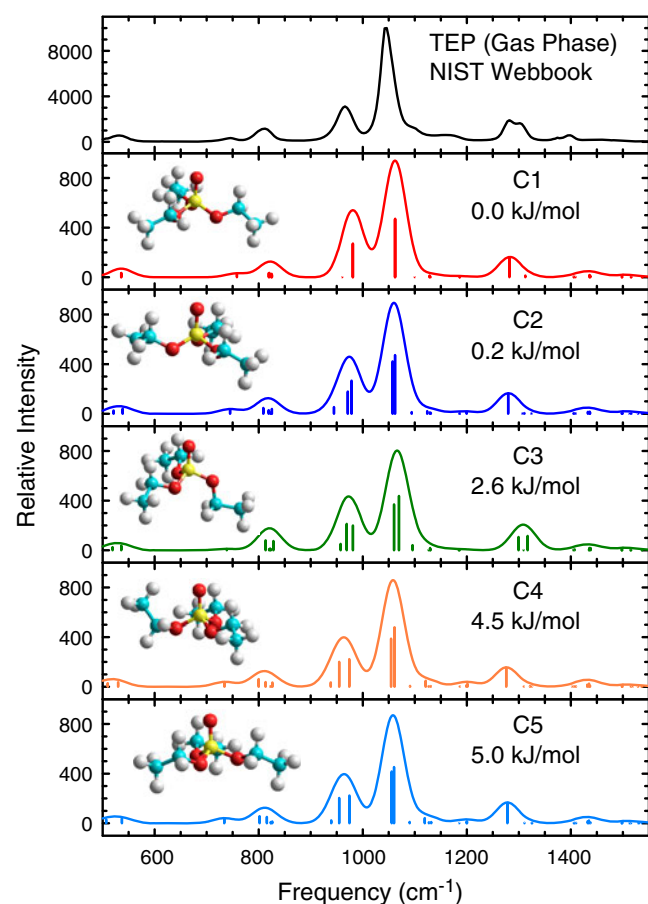 TEP (Gas Phase)
NIST Webbook
8000
4000
0
C1
0.0 kJ/mol
800
400
0
C2
0.2 kJ/mol
800
400
0
C3
2.6 kJ/mol
800
400
0
C4
4.5 kJ/mol
800
400
0
C5
5.0 kJ/mol
800
400
0
Relative Intensity
600 800 1000 1200 1400
Frequency (cm⁻¹)